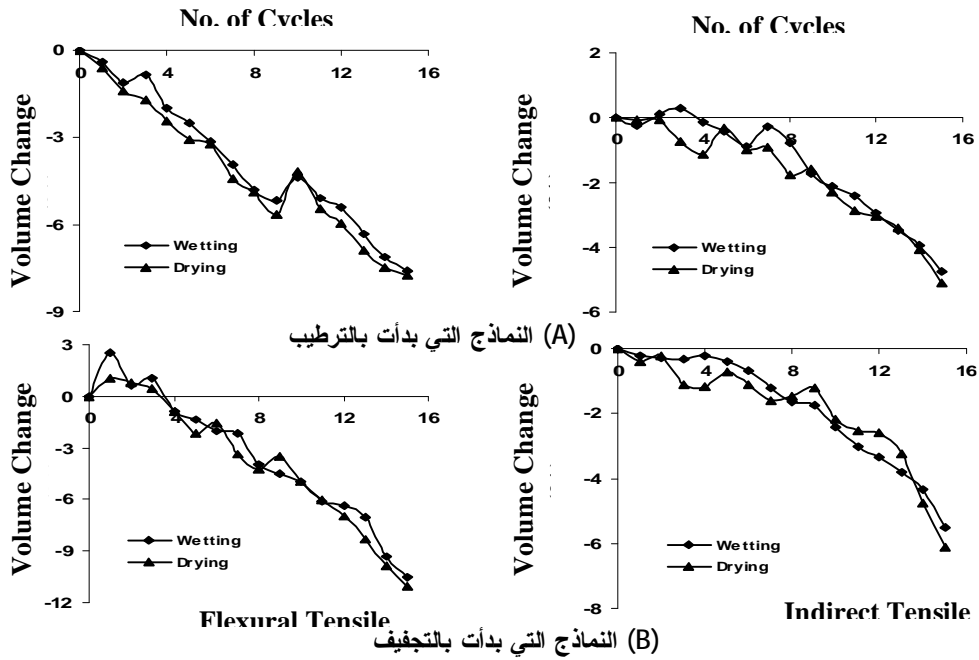 No. of Cycles
0
-3
-6
-9
0
4
8
12
16
Volume Change
Wetting
Drying
No. of Cycles
2
0
-2
-4
-6
0
4
8
12
16
Volume Change
Wetting
Drying
(A) النماذج التي بدأت بالترطيب
3
0
-3
-6
-9
-12
0
4
8
12
16
Volume Change
Wetting
Drying
Flexural Tensile
0
-2
-4
-6
-8
0
4
8
12
16
Volume Change
Wetting
Drying
Indirect Tensile
(B) النماذج التي بدأت بالتجفيف